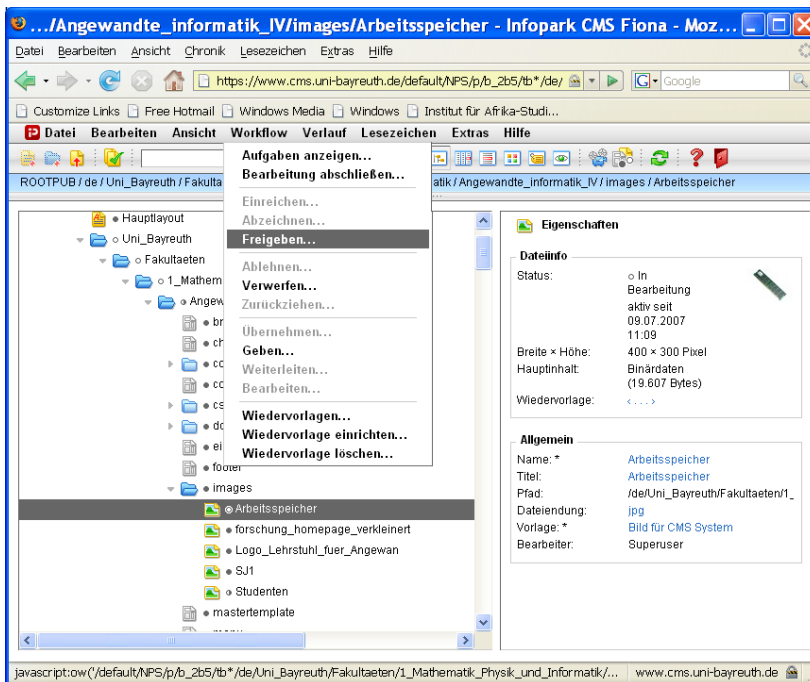 .../Angewandte_informatik_IV/images/Arbeitsspeicher - Infopark CMS Fiona - Moz...
Datei Bearbeiten Ansicht Chronik Lesezeichen Extras Hilfe
https://www.cms.uni-bayreuth.de/default/NPS/p/b_2b5/tb*/de/
G Google
Customize Links Free Hotmail Windows Media Windows Institut für Afrika-Studi...
Datei Bearbeiten Ansicht Workflow Verlauf Lesezeichen Extras Hilfe
ROOTPUB / de / Uni_Bayreuth / Fakulta atik / Angewandte_informatik_IV / images / Arbeitsspeicher
Aufgaben anzeigen...
Bearbeitung abschließen...
Einreichen...
Abzeichnen...
Freigeben...
Ablehnen...
Verwerfen...
Zurückziehen...
Übernehmen...
Geben...
Weiterleiten...
Bearbeiten...
Wiedervorlagen...
Wiedervorlage einrichten...
Wiedervorlage löschen...
Hauptlayout
Uni_Bayreuth
Fakultaeten
1_Mathem
Angew
br
ch
cc
cc
cs
do
ei
footer
images
Arbeitsspeicher
forschung_homepage_verkleinert
Logo_Lehrstuhl_fuer_Angewan
SJ1
Studenten
mastertemplate
Eigenschaften
Dateiinfo
Status: In
Bearbeitung
aktiv seit
09.07.2007
11:09
Breite × Höhe: 400 × 300 Pixel
Hauptinhalt: Binärdaten
(19.607 Bytes)
Wiedervorlage: ‹ . . . ›
Allgemein
Name: * Arbeitsspeicher
Titel: Arbeitsspeicher
Pfad: /de/Uni_Bayreuth/Fakultaeten/1_
Dateiendung: jpg
Vorlage: * Bild für CMS System
Bearbeiter: Superuser
javascript:ow('/default/NPS/p/b_2b5/tb*/de/Uni_Bayreuth/Fakultaeten/1_Mathematik_Physik_und_Informatik/... www.cms.uni-bayreuth.de